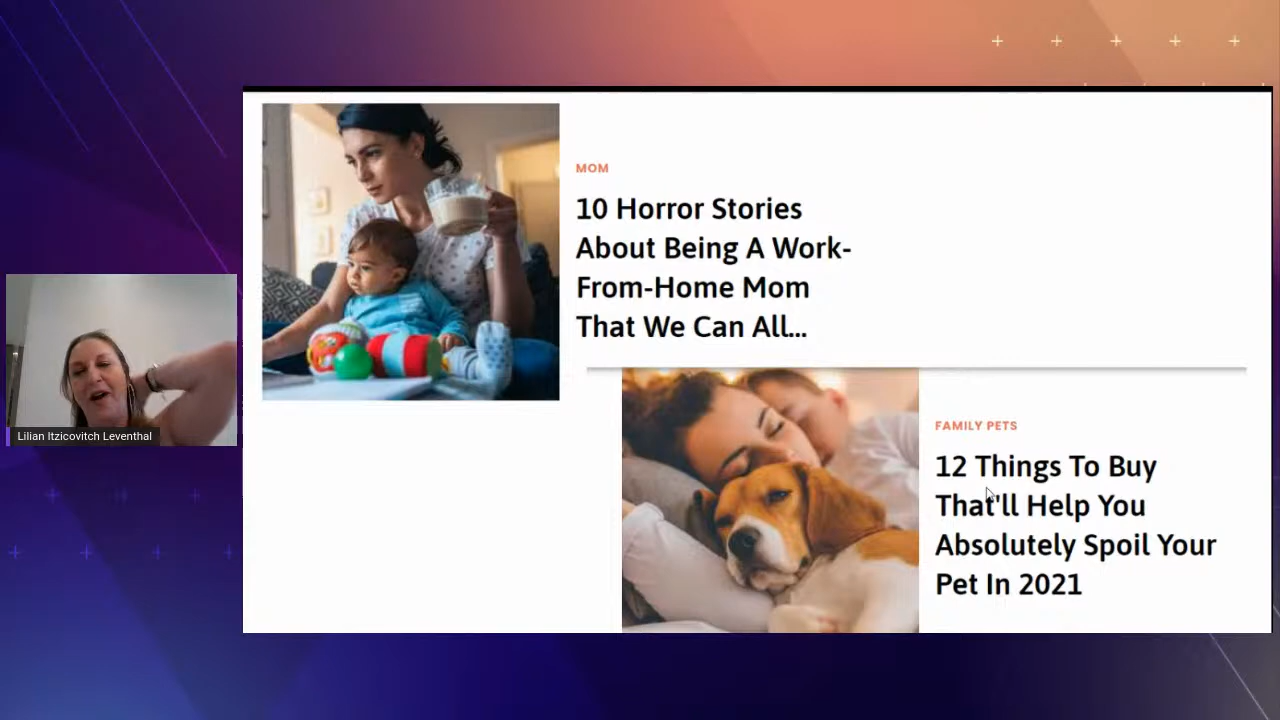 MOM
10 Horror Stories
About Being A Work-
From-Home Mom
That We Can All...
Lilian Itzicovitch Leventhal
FAMILY PETS
12 Things To Buy
That'll Help You
Absolutely Spoil Your
Pet In 2021